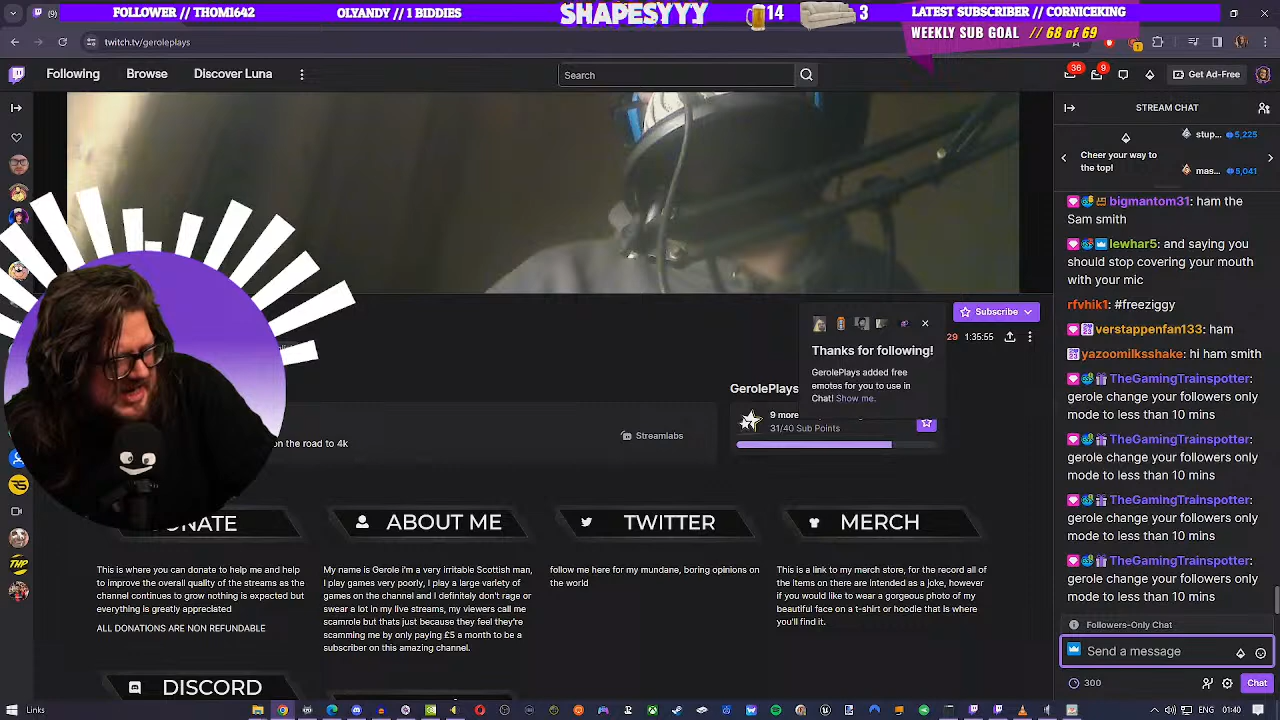 FOLLOWER // THOM1642
OLYANDY // 1 BIDDIES
SHAPESYYY
14
3
LATEST SUBSCRIBER // CORNICEKING
WEEKLY SUB GOAL // 68 of 69
twitch.tv/geroleplays
Following
Browse
Discover Luna
Search
36
9
Get Ad-Free
STREAM CHAT
stup... 5,225
Cheer your way to
the top!
mas... 5,041
bigmantom31: ham the
Sam smith
lewhar5: and saying you
should stop covering your mouth
with your mic
rfvhik1: #freeziggy
verstappenfan133: ham
yazoomilksshake: hi ham smith
TheGamingTrainspotter:
gerole change your followers only
mode to less than 10 mins
TheGamingTrainspotter:
gerole change your followers only
mode to less than 10 mins
TheGamingTrainspotter:
gerole change your followers only
mode to less than 10 mins
TheGamingTrainspotter:
gerole change your followers only
mode to less than 10 mins
Followers-Only Chat
Send a message
300
Chat
Subscribe
29 1:35:55
Thanks for following!
GerolePlays added free
emotes for you to use in
Chat! Show me.
GerolePlays
9 more
31/40 Sub Points
on the road to 4k
Streamlabs
ONATE
ABOUT ME
TWITTER
MERCH
This is where you can donate to help me and help
to improve the overall quality of the streams as the
channel continues to grow nothing is expected but
everything is greatly appreciated
ALL DONATIONS ARE NON REFUNDABLE
My name is Gerole i'm a very irritable Scottish man,
I play games very poorly, I play a large variety of
games on the channel and I definitely don't rage or
swear a lot in my live streams, my viewers call me
scamrole but thats just because they feel they're
scamming me by only paying £5 a month to be a
subscriber on this amazing channel.
follow me here for my mundane, boring opinions on
the world
This is a link to my merch store, for the record all of
the items on there are intended as a joke, however
if you would like to wear a gorgeous photo of my
beautiful face on a t-shirt or hoodie that is where
you'll find it.
DISCORD
Links
01:40